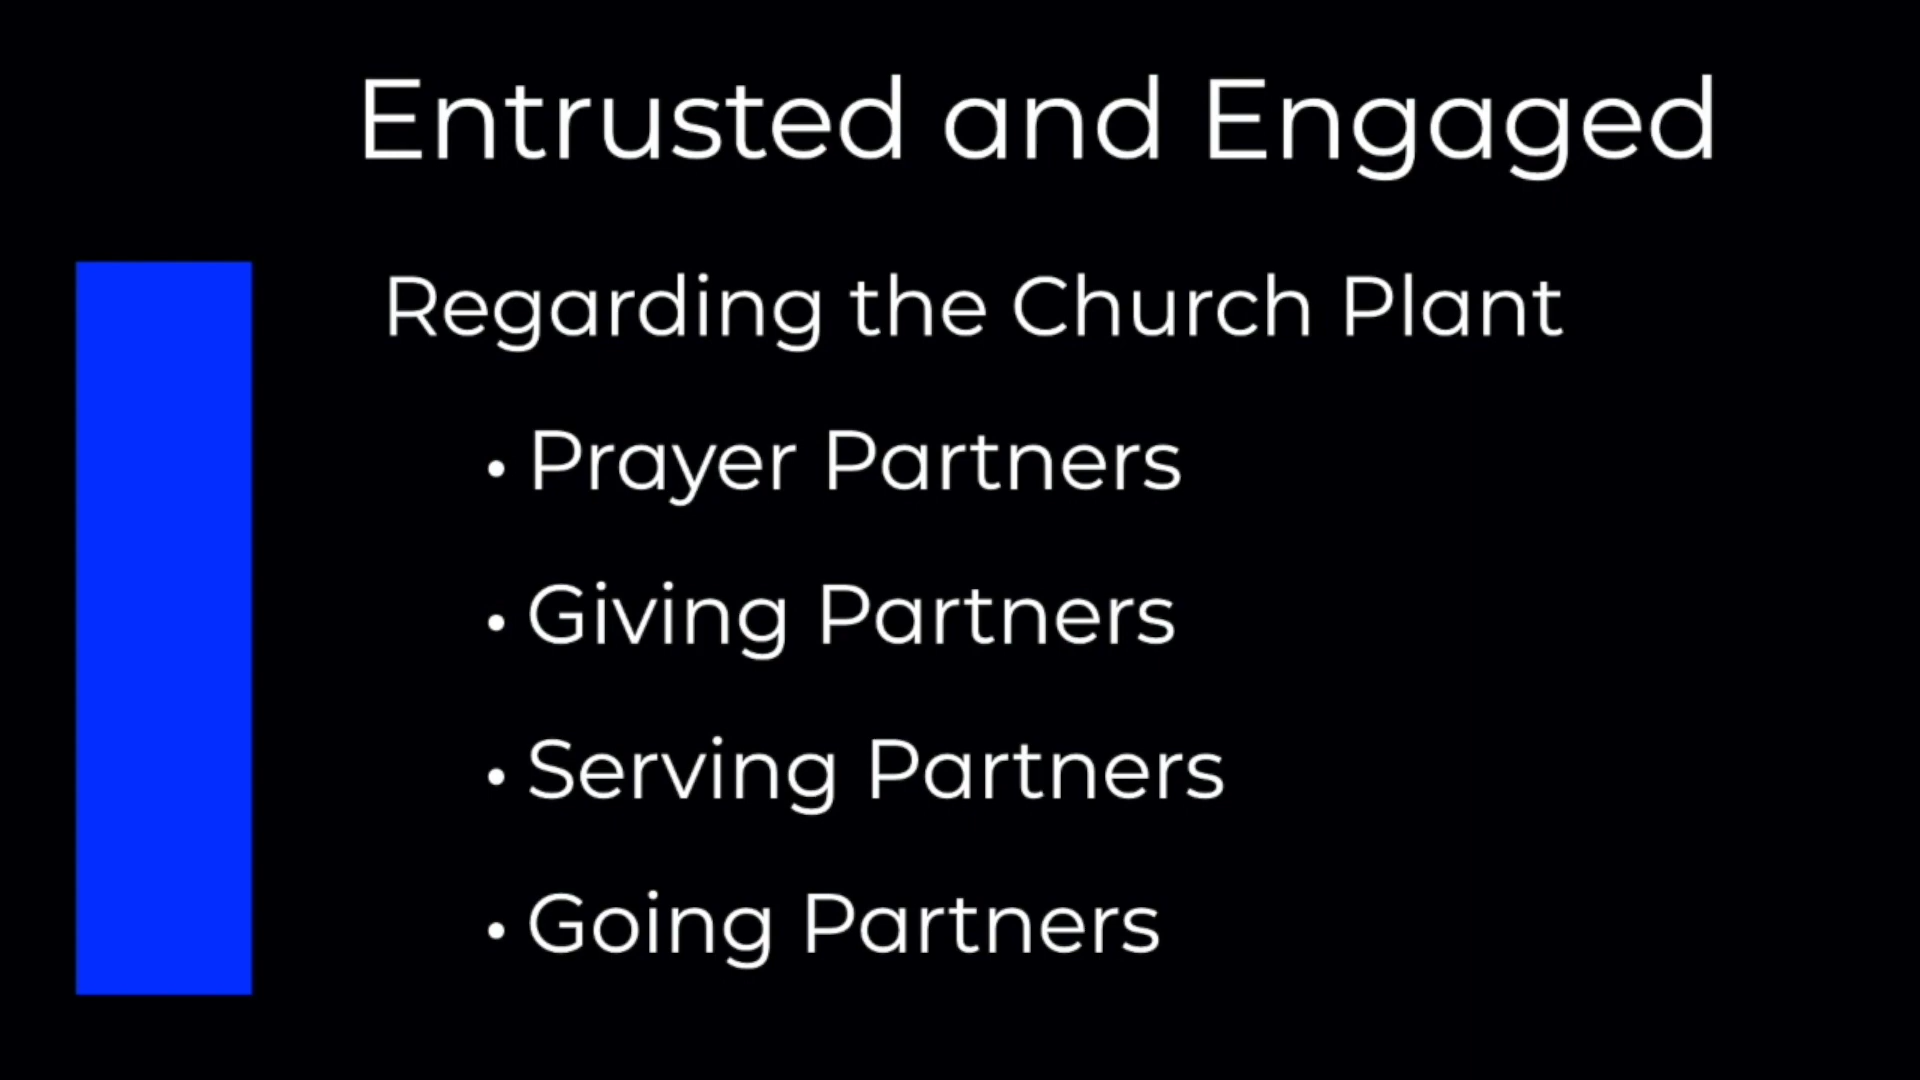 Entrusted and Engaged
Regarding the Church Plant
• Prayer Partners
• Giving Partners
• Serving Partners
• Going Partners